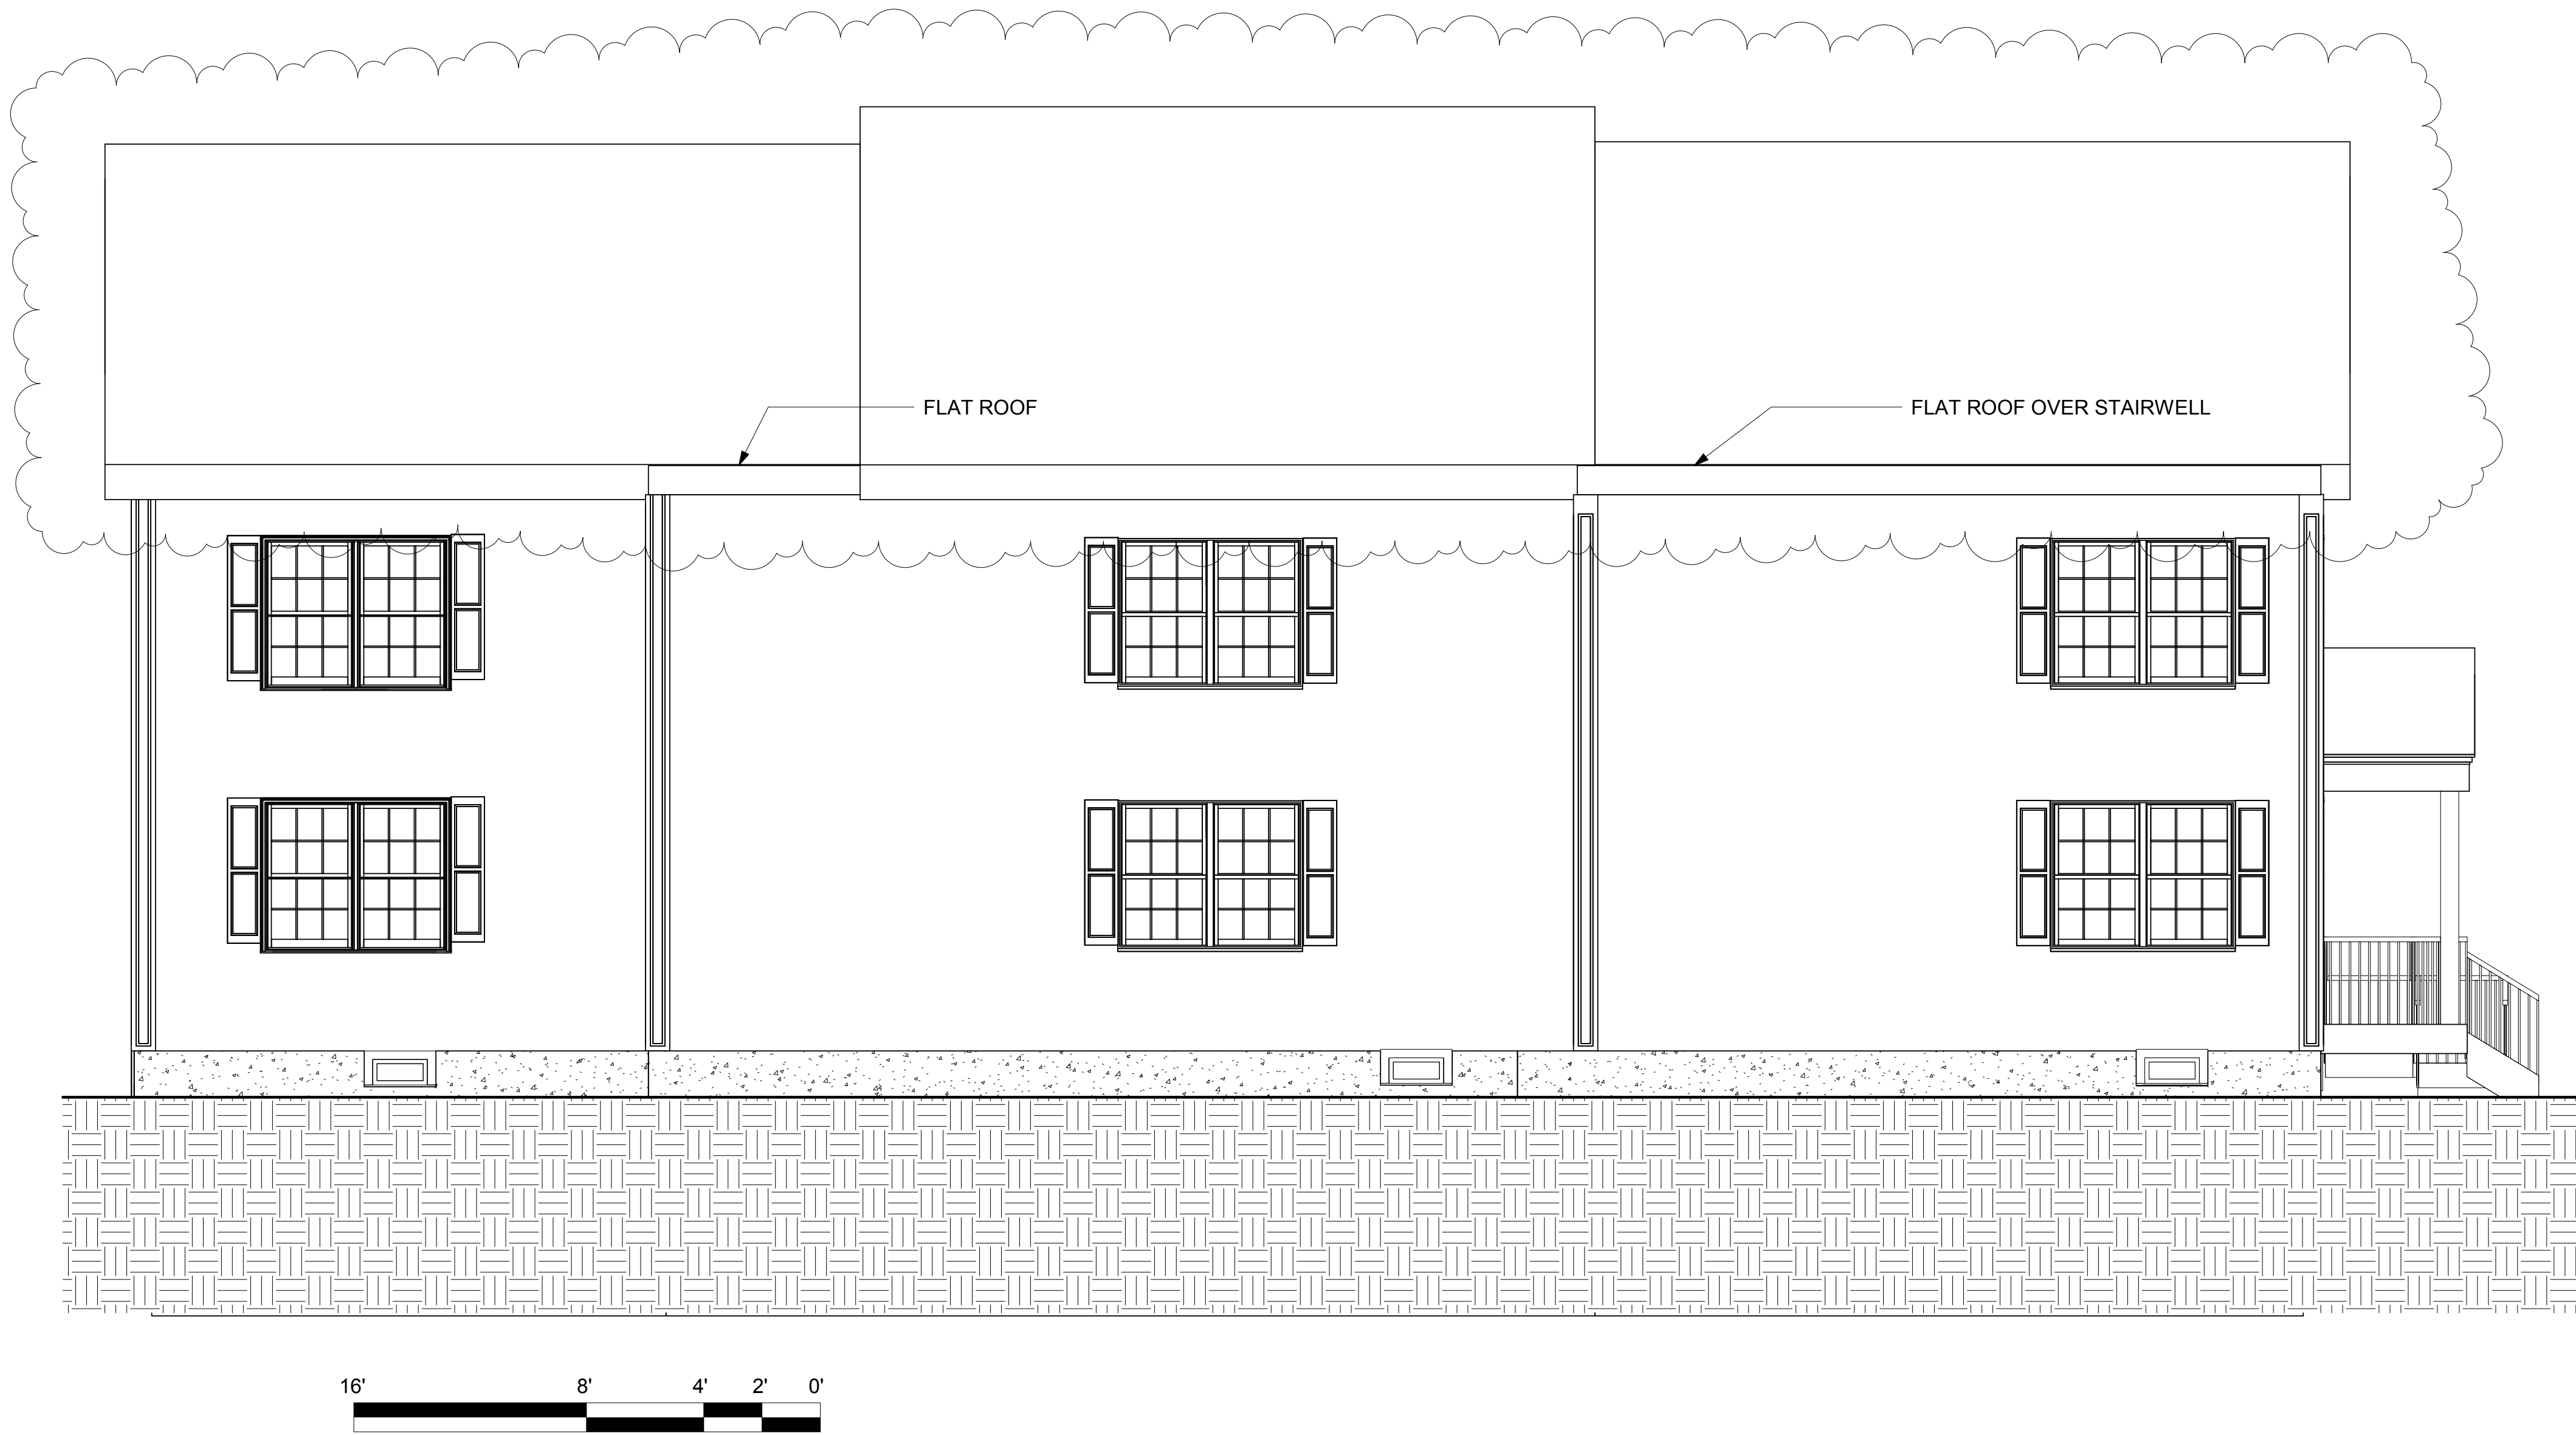 FLAT ROOF
FLAT ROOF OVER STAIRWELL
16' 8' 4' 2' 0'